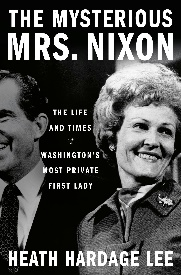 THE MYSTERIOUS
MRS. NIXON
THE LIFE
AND TIMES
of
WASHINGTON'S
MOST PRIVATE
FIRST LADY
HEATH HARDAGE LEE